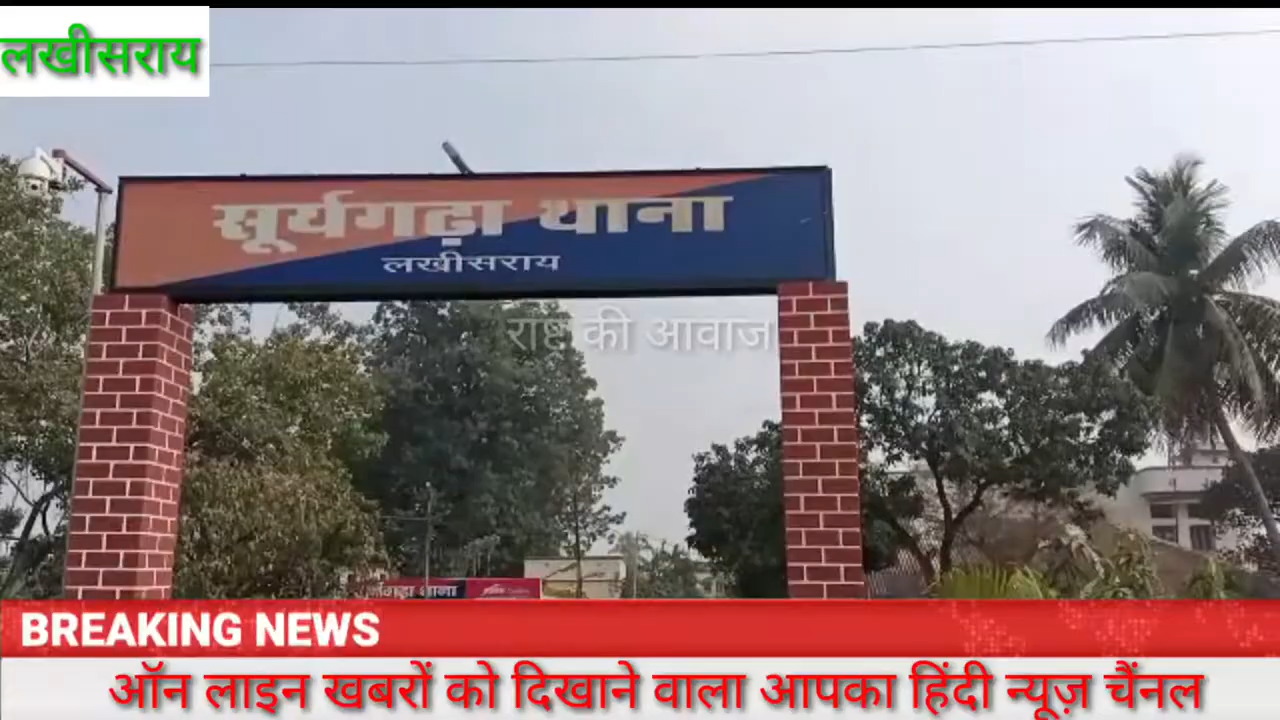 लखीसराय
सूर्यगढ़ा थाना
लखीसराय
राष्ट्र की आवाज
थाना
BREAKING NEWS
ऑन लाइन खबरों को दिखाने वाला आपका हिंदी न्यूज़ चैंनल